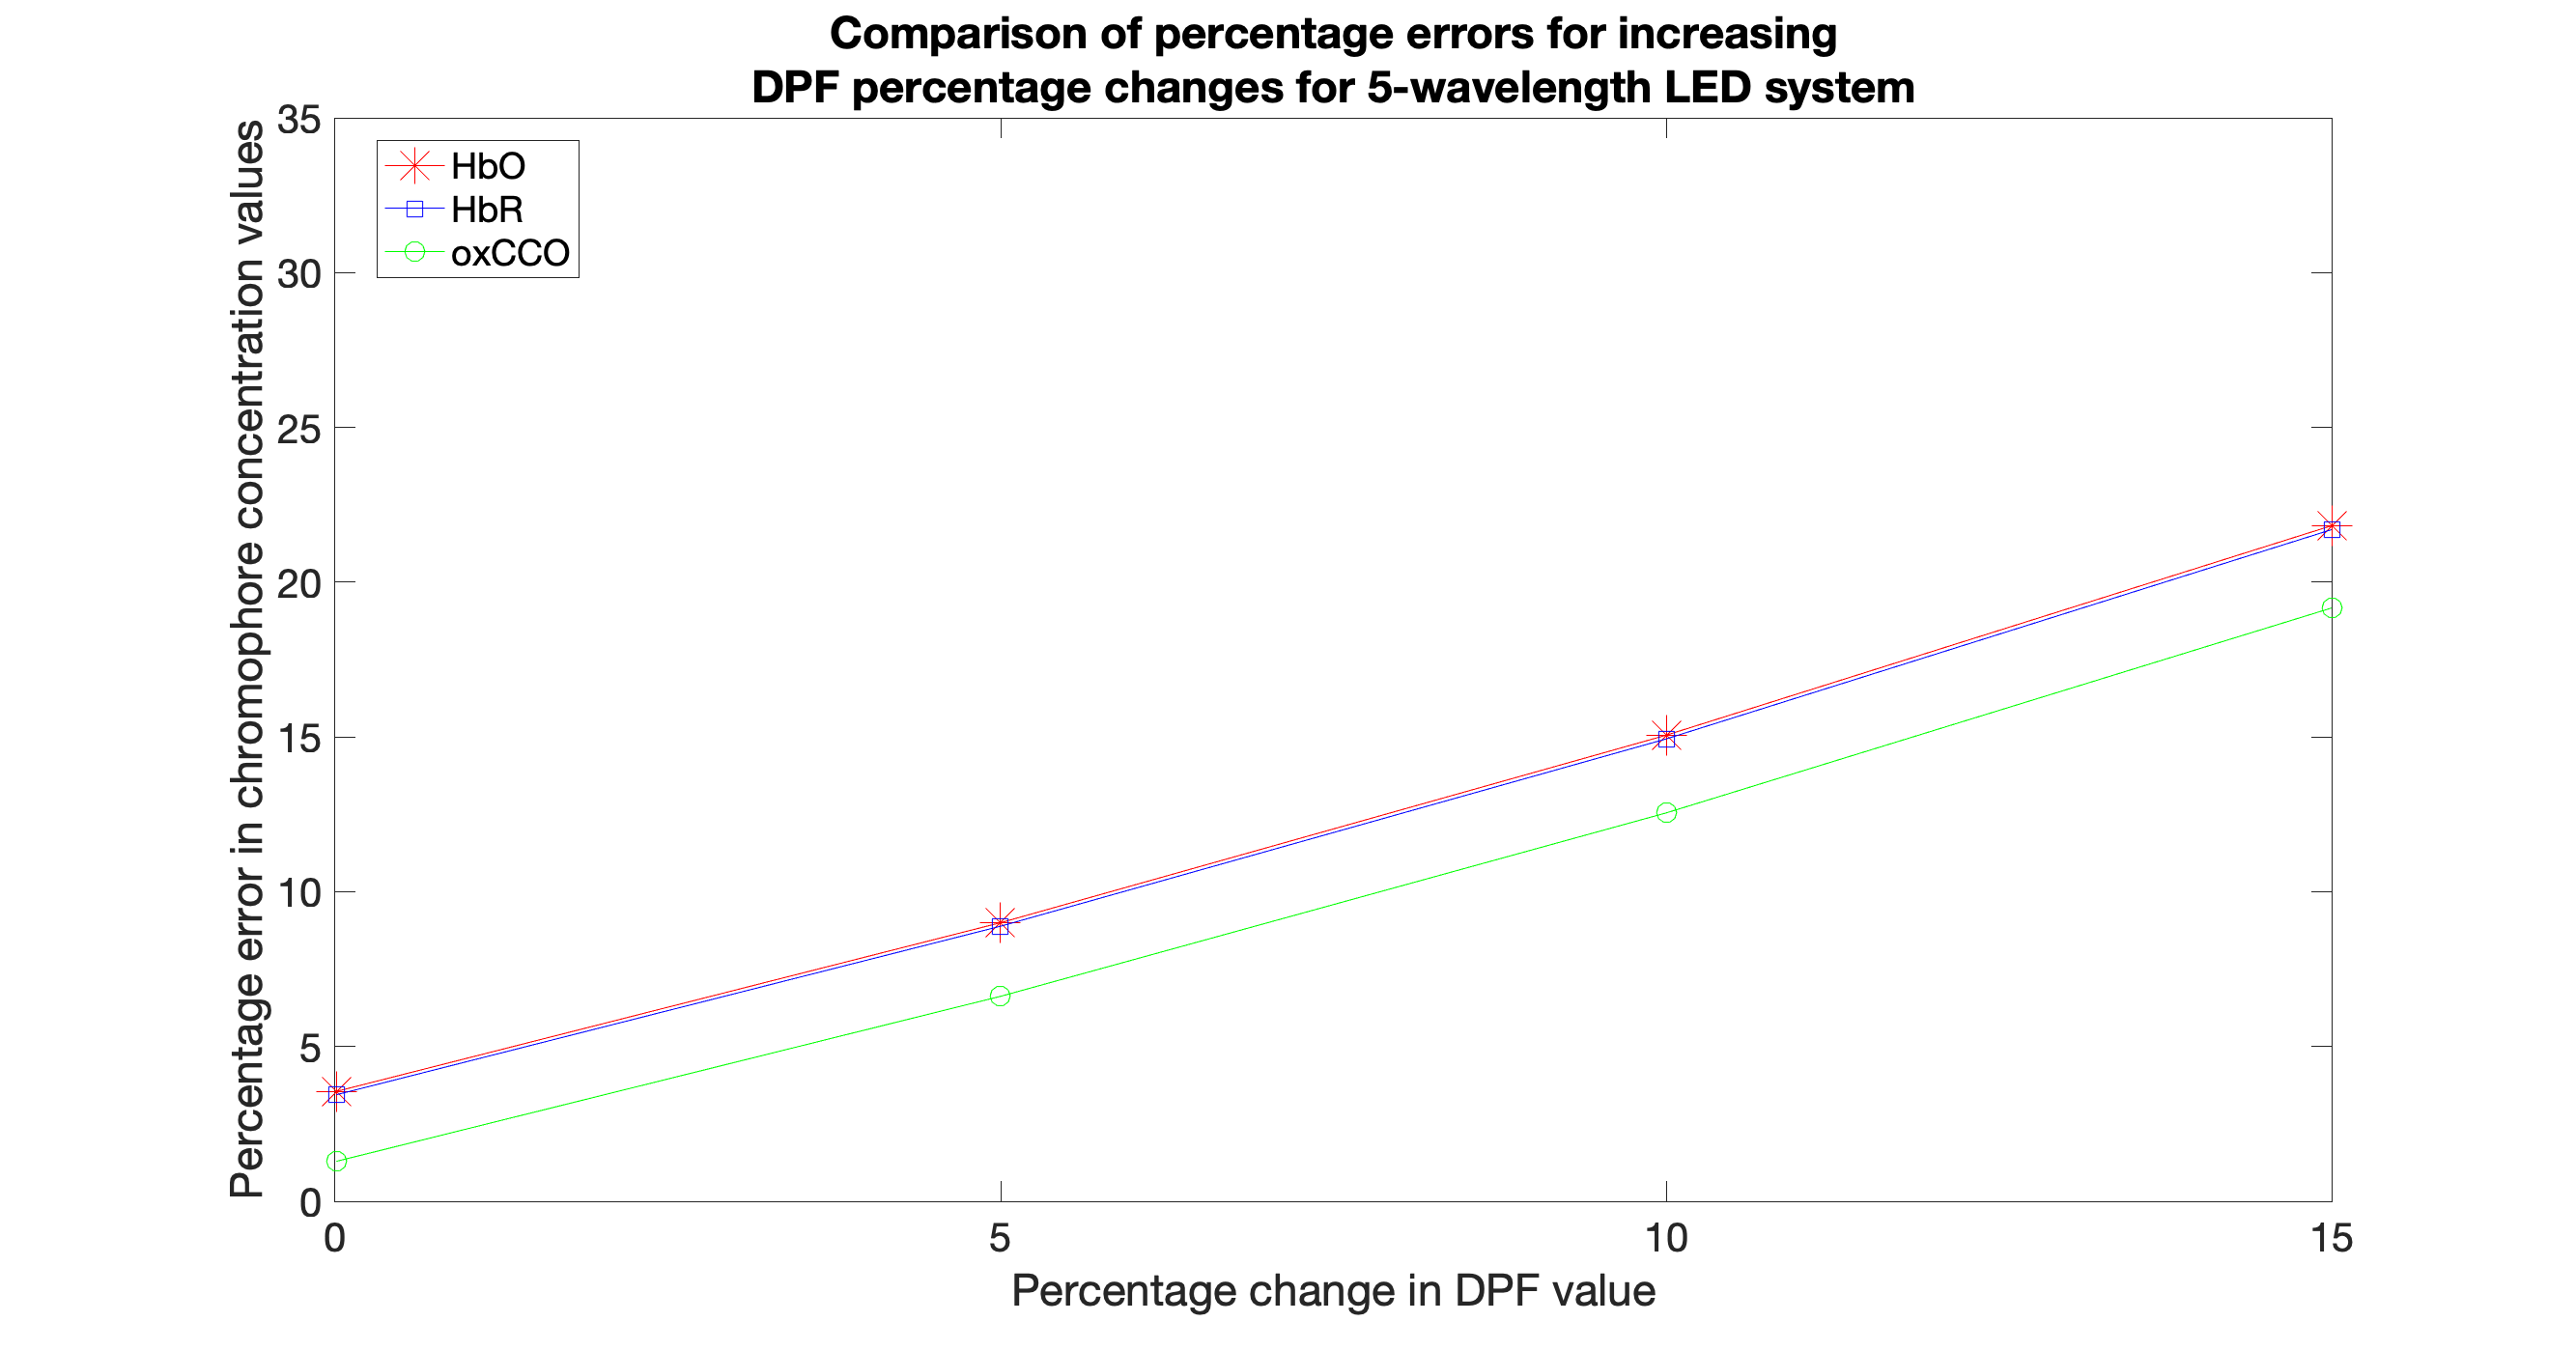 Comparison of percentage errors for increasing
DPF percentage changes for 5-wavelength LED system
Percentage error in chromophore concentration values
35
30
25
20
15
10
5
0
HbO
HbR
oxCCO
0 5 10 15
Percentage change in DPF value